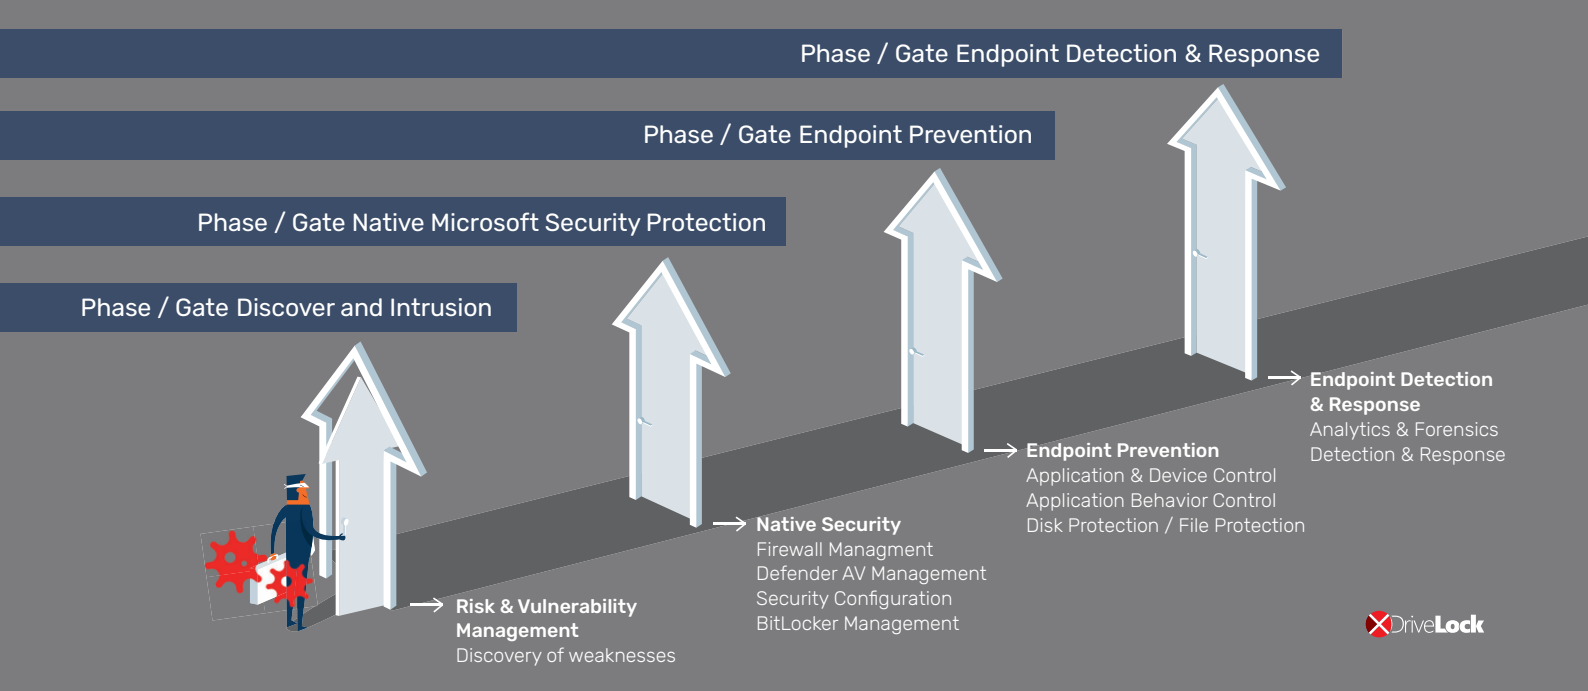 Phase / Gate Endpoint Detection & Response
Phase / Gate Endpoint Prevention
Phase / Gate Native Microsoft Security Protection
Phase / Gate Discover and Intrusion
Risk & Vulnerability
Management
Discovery of weaknesses
Native Security
Firewall Managment
Defender AV Management
Security Configuration
BitLocker Management
Endpoint Prevention
Application & Device Control
Application Behavior Control
Disk Protection / File Protection
Endpoint Detection
& Response
Analytics & Forensics
Detection & Response
DriveLock